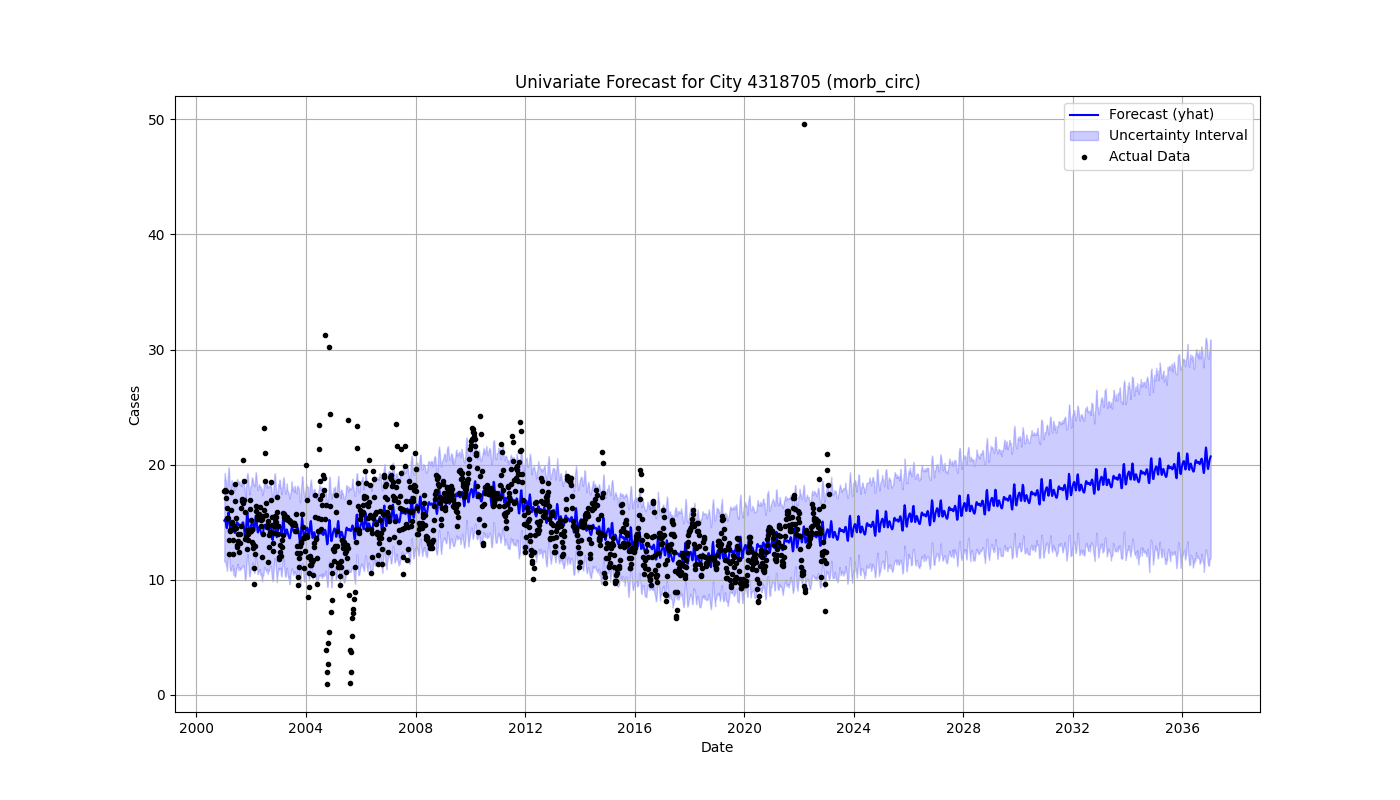 Univariate Forecast for City 4318705 (morb_circ)
Forecast (yhat)
Uncertainty Interval
Actual Data
Cases
50
40
30
20
10
0
2000 2004 2008 2012 2016 2020 2024 2028 2032 2036
Date